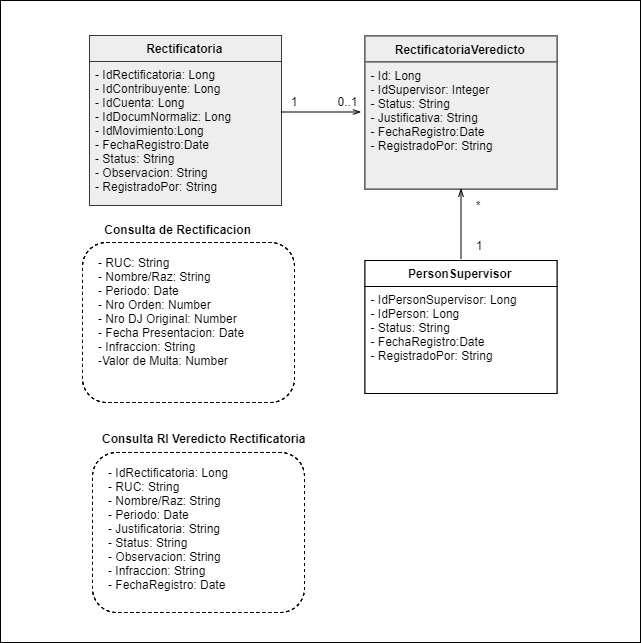 Rectificatoria
- IdRectificatoria: Long
- IdContribuyente: Long
- IdCuenta: Long
- IdDocumNormaliz: Long
- IdMovimiento:Long
- FechaRegistro:Date
- Status: String
- Observacion: String
- RegistradoPor: String
1
0..1
RectificatoriaVeredicto
- Id: Long
- IdSupervisor: Integer
- Status: String
- Justificativa: String
- FechaRegistro:Date
- RegistradoPor: String
*
1
PersonSupervisor
- IdPersonSupervisor: Long
- IdPerson: Long
- Status: String
- FechaRegistro:Date
- RegistradoPor: String
Consulta de Rectificacion
- RUC: String
- Nombre/Raz: String
- Periodo: Date
- Nro Orden: Number
- Nro DJ Original: Number
- Fecha Presentacion: Date
- Infraccion: String
-Valor de Multa: Number
Consulta RI Veredicto Rectificatoria
- IdRectificatoria: Long
- RUC: String
- Nombre/Raz: String
- Periodo: Date
- Justificatoria: String
- Status: String
- Observacion: String
- Infraccion: String
- FechaRegistro: Date